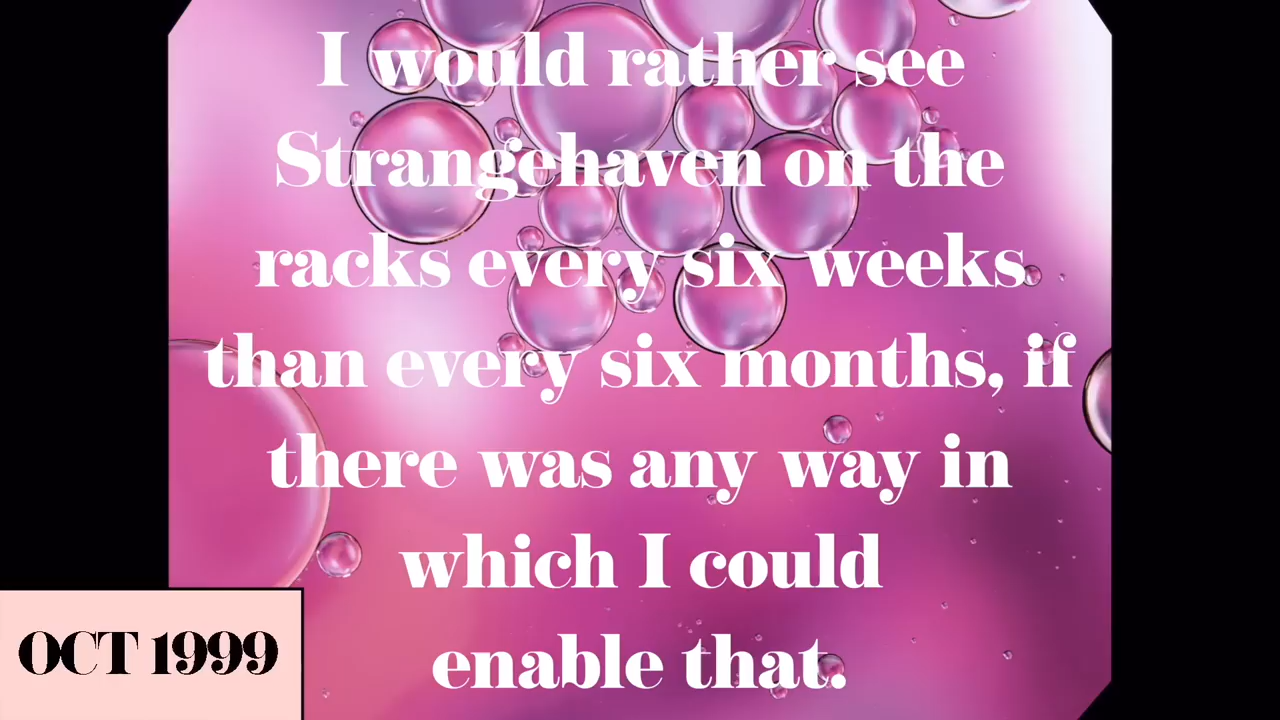 I would rather see
Strangehaven on the
racks every six weeks
than every six months, if
there was any way in
which I could
enable that.
OCT 1999